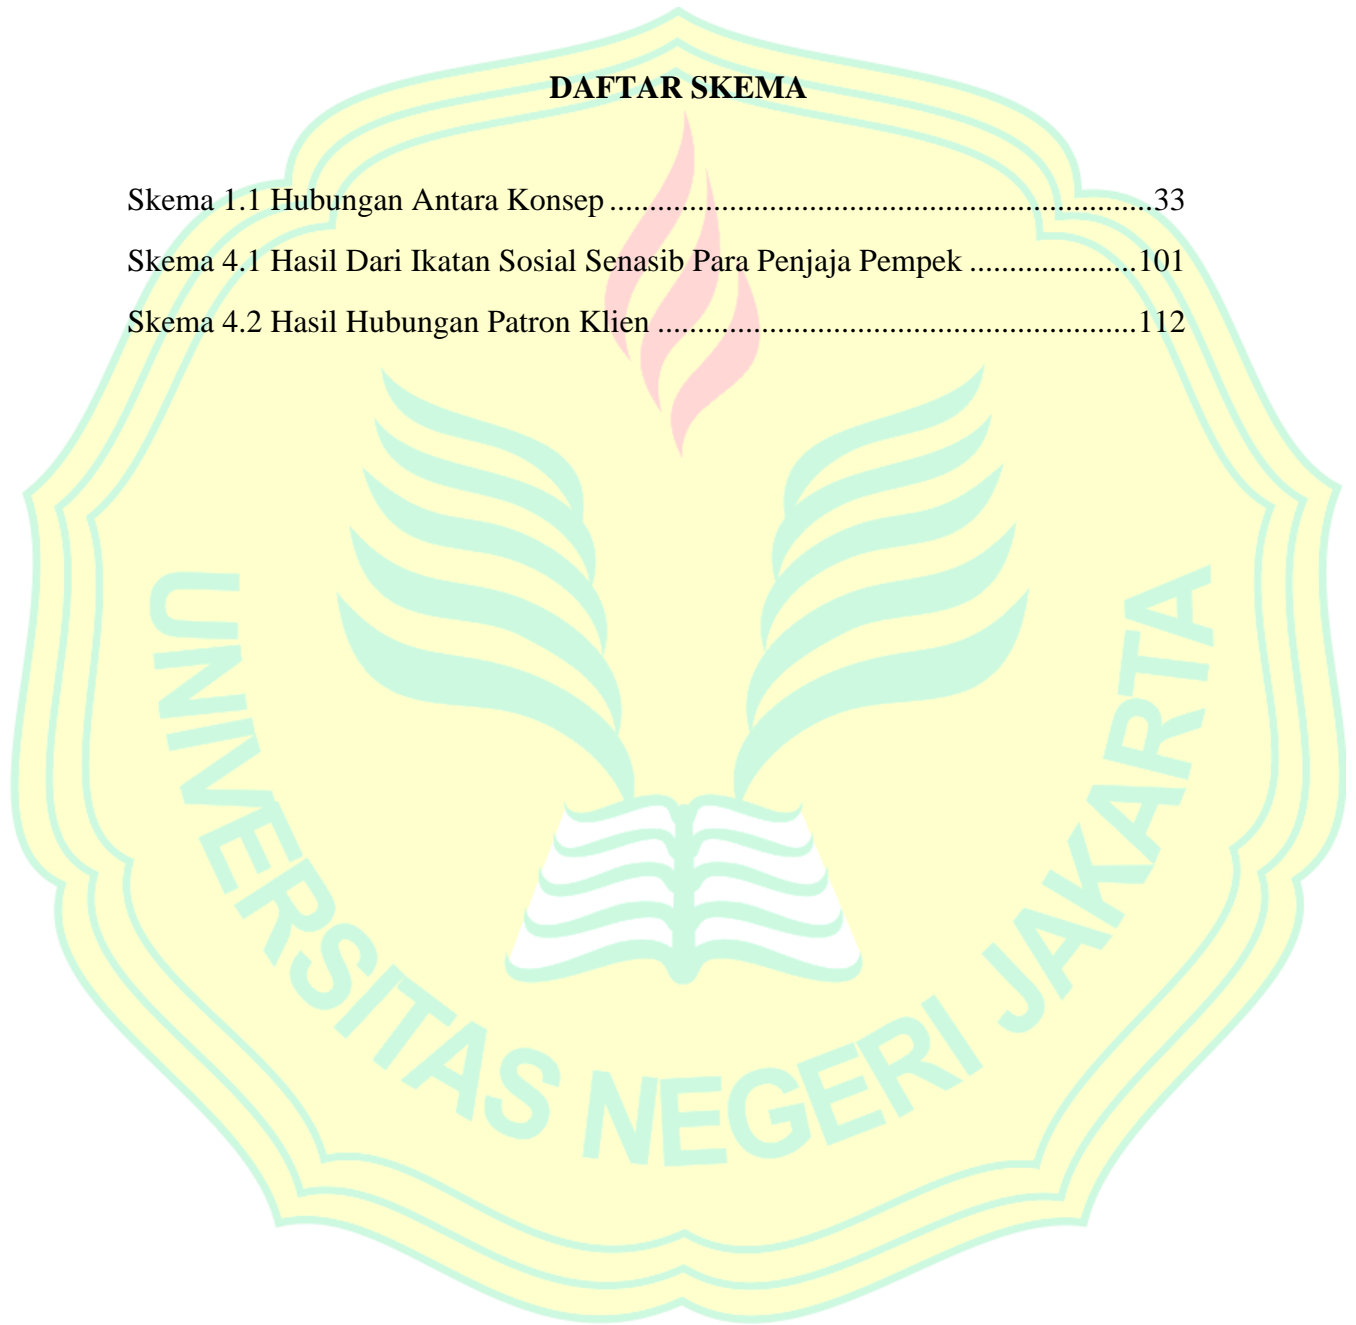 DAFTAR SKEMA
Skema 1.1 Hubungan Antara Konsep....................................................................33
Skema 4.1 Hasil Dari Ikatan Sosial Senasib Para Penjaja Pempek .....................101
Skema 4.2 Hasil Hubungan Patron Klien ............................................................112
UNIVERSITAS NEGERI JAKARTA